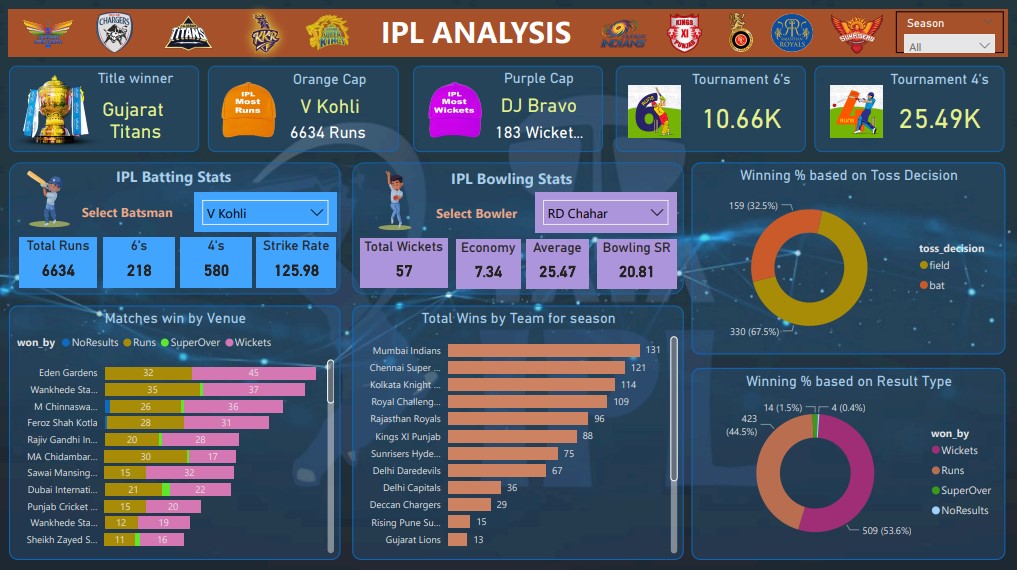 CHARGERS
TITANS
KKR
IPL ANALYSIS
INDIANS
KINGS
XI
PUNJAB
ROYALS
SUNRISERS
Season
All
Title winner
Gujarat
Titans
IPL
Most
Runs
Orange Cap
V Kohli
6634 Runs
IPL
Most
Wickets
Purple Cap
DJ Bravo
183 Wicket...
Tournament 6's
10.66K
Tournament 4's
25.49K
IPL Batting Stats
Select Batsman
V Kohli
Total Runs
6634
6's
218
4's
580
Strike Rate
125.98
IPL Bowling Stats
Select Bowler
RD Chahar
Total Wickets
57
Economy
7.34
Average
25.47
Bowling SR
20.81
Winning % based on Toss Decision
159 (32.5%)
330 (67.5%)
toss_decision
field
bat
Matches win by Venue
won_by NoResults Runs SuperOver Wickets
Eden Gardens 32 45
Wankhede Sta... 35 37
M Chinnaswa... 26 36
Feroz Shah Kotla 28 31
Rajiv Gandhi In... 20 28
MA Chidambar... 30 17
Sawai Mansing... 15 32
Dubai Internati... 21 22
Punjab Cricket ... 15 20
Wankhede Sta... 12 19
Sheikh Zayed S... 11 16
Total Wins by Team for season
Mumbai Indians 131
Chennai Super ... 121
Kolkata Knight ... 114
Royal Challeng... 109
Rajasthan Royals 96
Kings XI Punjab 88
Sunrisers Hyde... 75
Delhi Daredevils 67
Delhi Capitals 36
Deccan Chargers 29
Rising Pune Su... 15
Gujarat Lions 13
Winning % based on Result Type
14 (1.5%)
4 (0.4%)
423
(44.5%)
509 (53.6%)
won_by
Wickets
Runs
SuperOver
NoResults